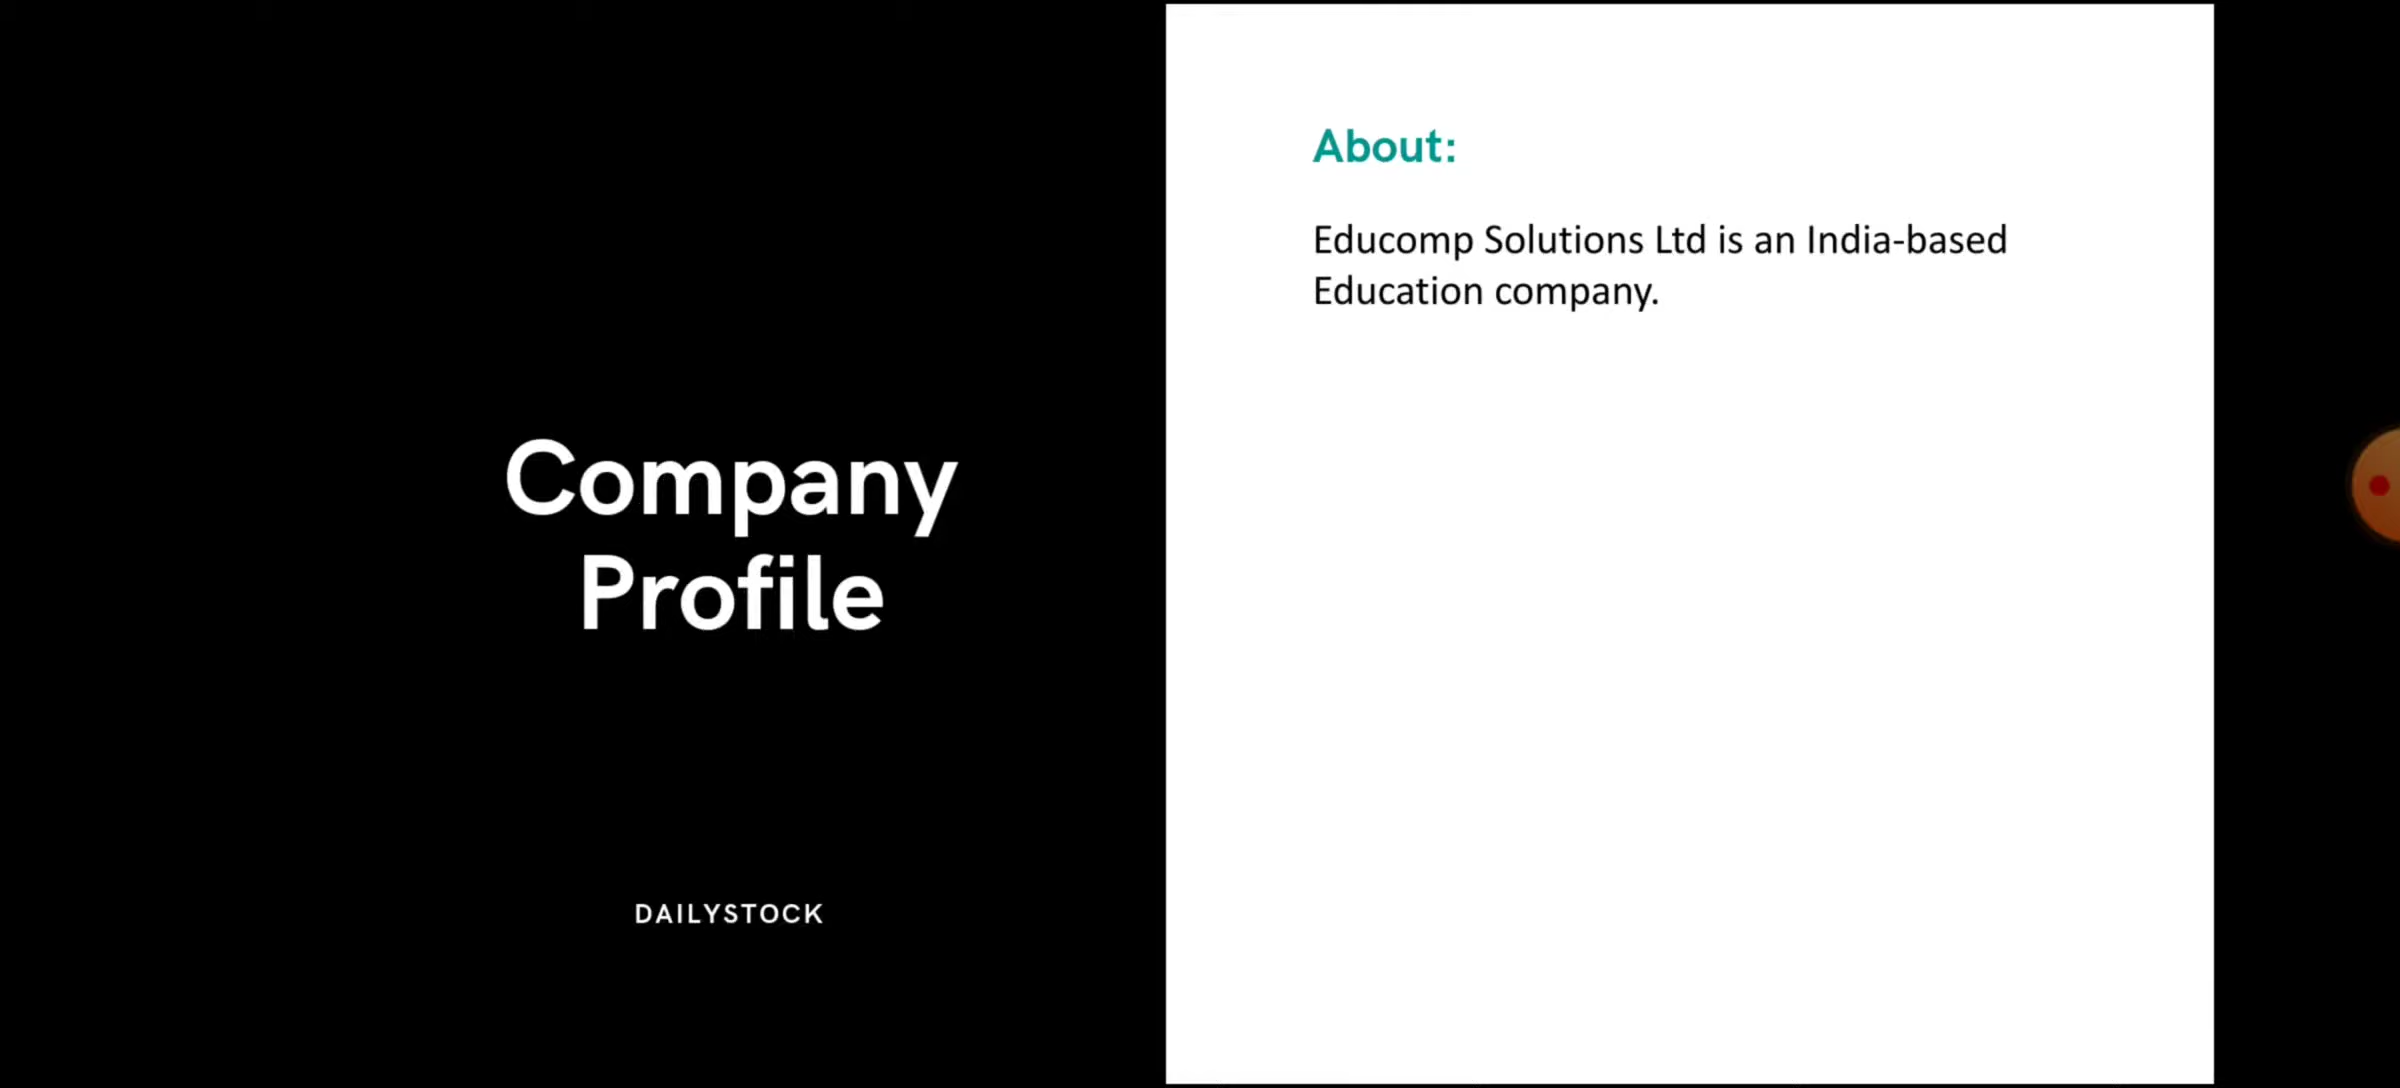 Company
Profile
DAILYSTOCK
About:
Educomp Solutions Ltd is an India-based
Education company.